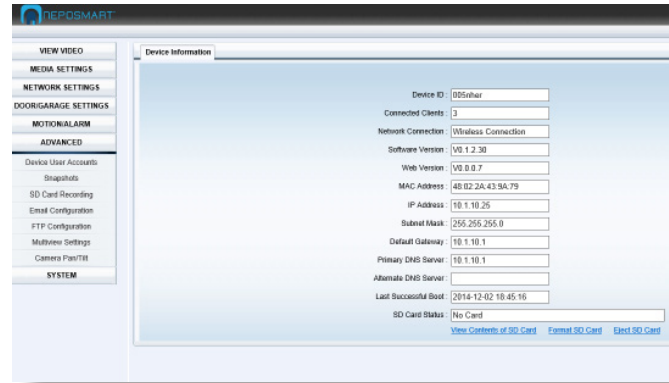 NEPOSMART
VIEW VIDEO
MEDIA SETTINGS
NETWORK SETTINGS
DOOR/GARAGE SETTINGS
MOTION/ALARM
ADVANCED
Device User Accounts
Snapshots
SD Card Recording
Email Configuration
FTP Configuration
Multiview Settings
Camera Pan/Tilt
SYSTEM
Device Information
Device ID : 005nher
Connected Clients : 3
Network Connection : Wireless Connection
Software Version : V0.1.2.30
Web Version : V0.0.0.7
MAC Address : 48:02:2A:43:9A:79
IP Address : 10.1.10.25
Subnet Mask : 255.255.255.0
Default Gateway : 10.1.10.1
Primary DNS Server : 10.1.10.1
Alternate DNS Server :
Last Successful Boot : 2014-12-02 18:45:16
SD Card Status : No Card
View Contents of SD Card Format SD Card Eject SD Card